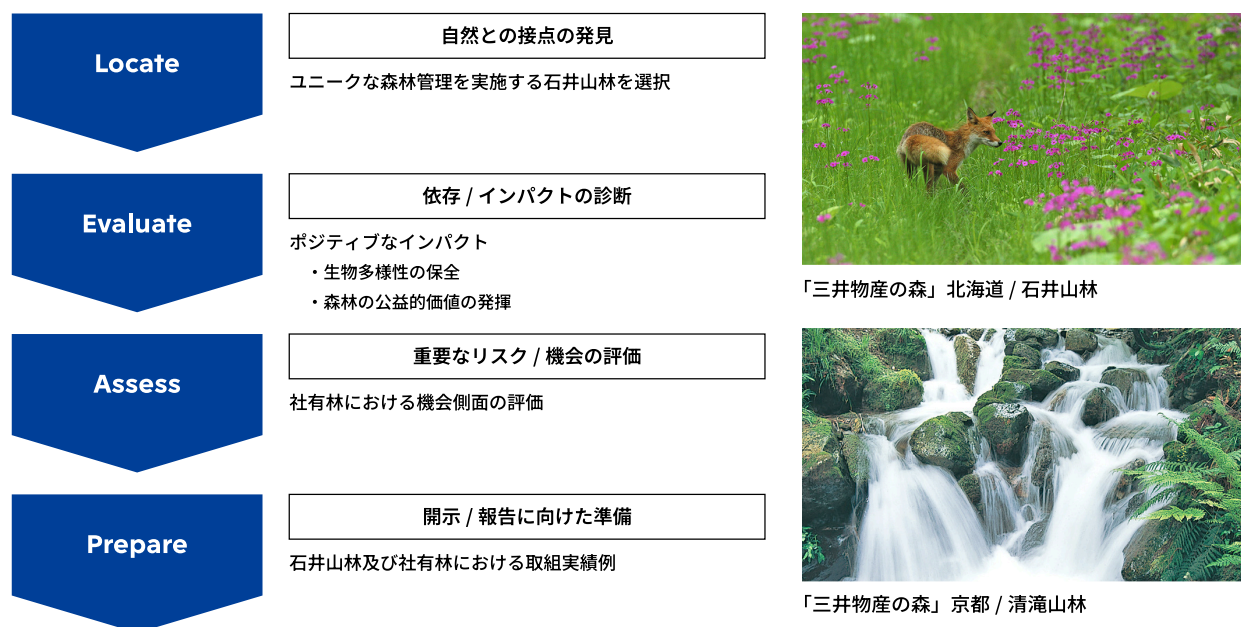 Locate
自然との接点の発見
ユニークな森林管理を実施する石井山林を選択
Evaluate
依存 / インパクトの診断
ポジティブなインパクト
・生物多様性の保全
・森林の公益的価値の発揮
Assess
重要なリスク / 機会の評価
社有林における機会側面の評価
Prepare
開示 / 報告に向けた準備
石井山林及び社有林における取組実績例
「三井物産の森」北海道 / 石井山林
「三井物産の森」京都 / 清滝山林